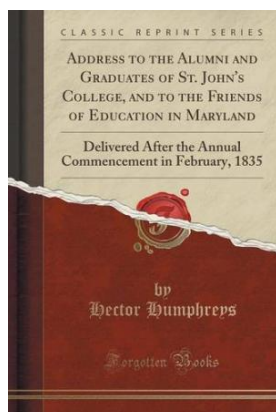 CLASSIC REPRINT SERIES
ADDRESS TO THE ALUMNI AND
GRADUATES OF ST. JOHN'S
COLLEGE, AND TO THE FRIENDS
OF EDUCATION IN MARYLAND
Delivered After the Annual
Commencement in February, 1835
by
Hector Humphreys
Forgotten Books